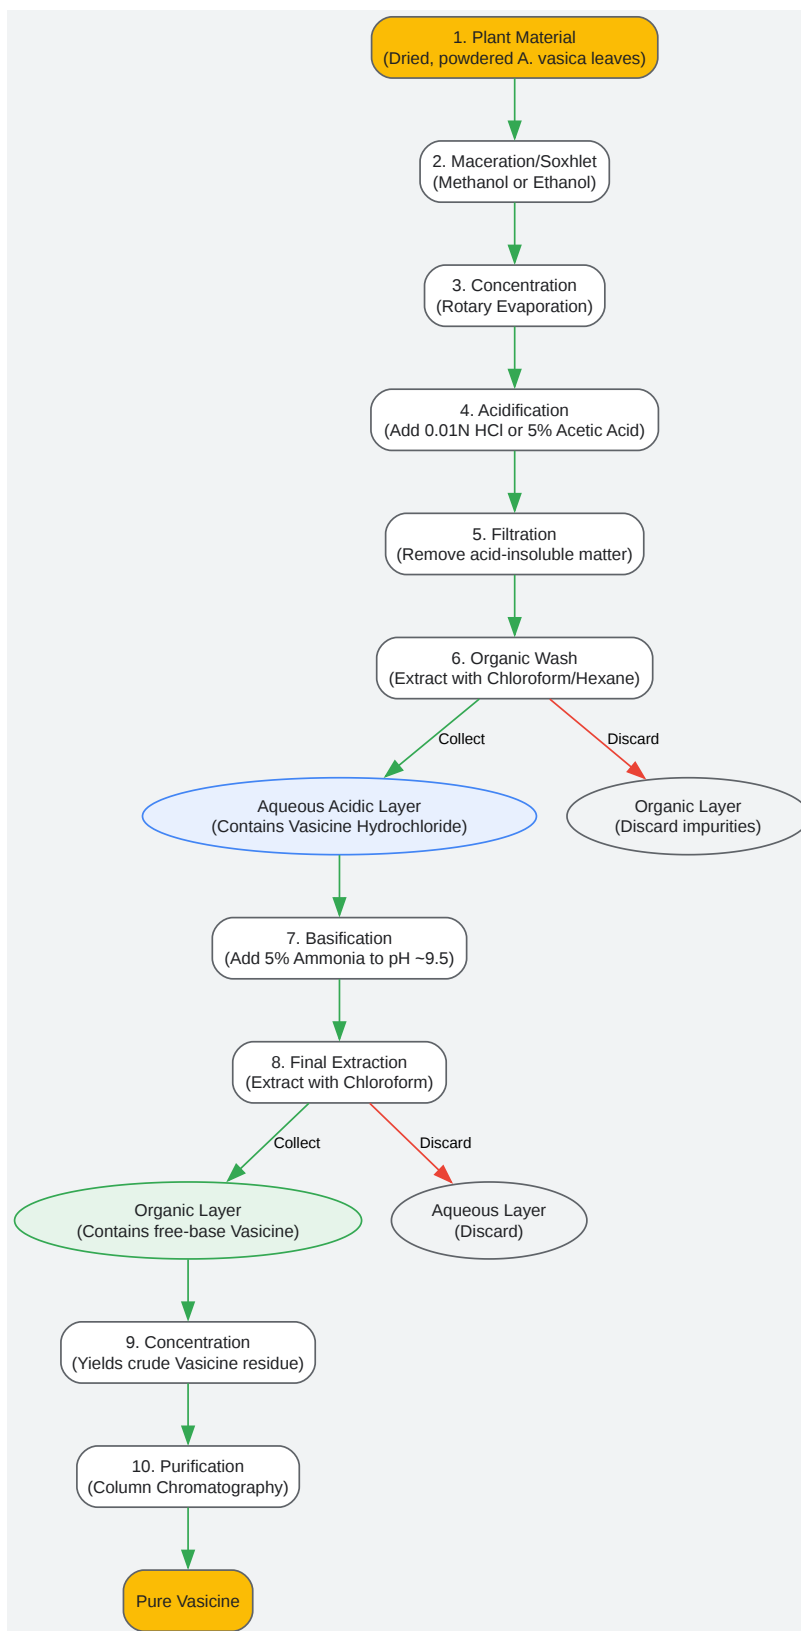 1. Plant Material
(Dried, powdered A. vasica leaves)
2. Maceration/Soxhlet
(Methanol or Ethanol)
3. Concentration
(Rotary Evaporation)
4. Acidification
(Add 0.01N HCl or 5% Acetic Acid)
5. Filtration
(Remove acid-insoluble matter)
6. Organic Wash
(Extract with Chloroform/Hexane)
Collect
Discard
Aqueous Acidic Layer
(Contains Vasicine Hydrochloride)
Organic Layer
(Discard impurities)
7. Basification
(Add 5% Ammonia to pH ~9.5)
8. Final Extraction
(Extract with Chloroform)
Collect
Discard
Organic Layer
(Contains free-base Vasicine)
Aqueous Layer
(Discard)
9. Concentration
(Yields crude Vasicine residue)
10. Purification
(Column Chromatography)
Pure Vasicine